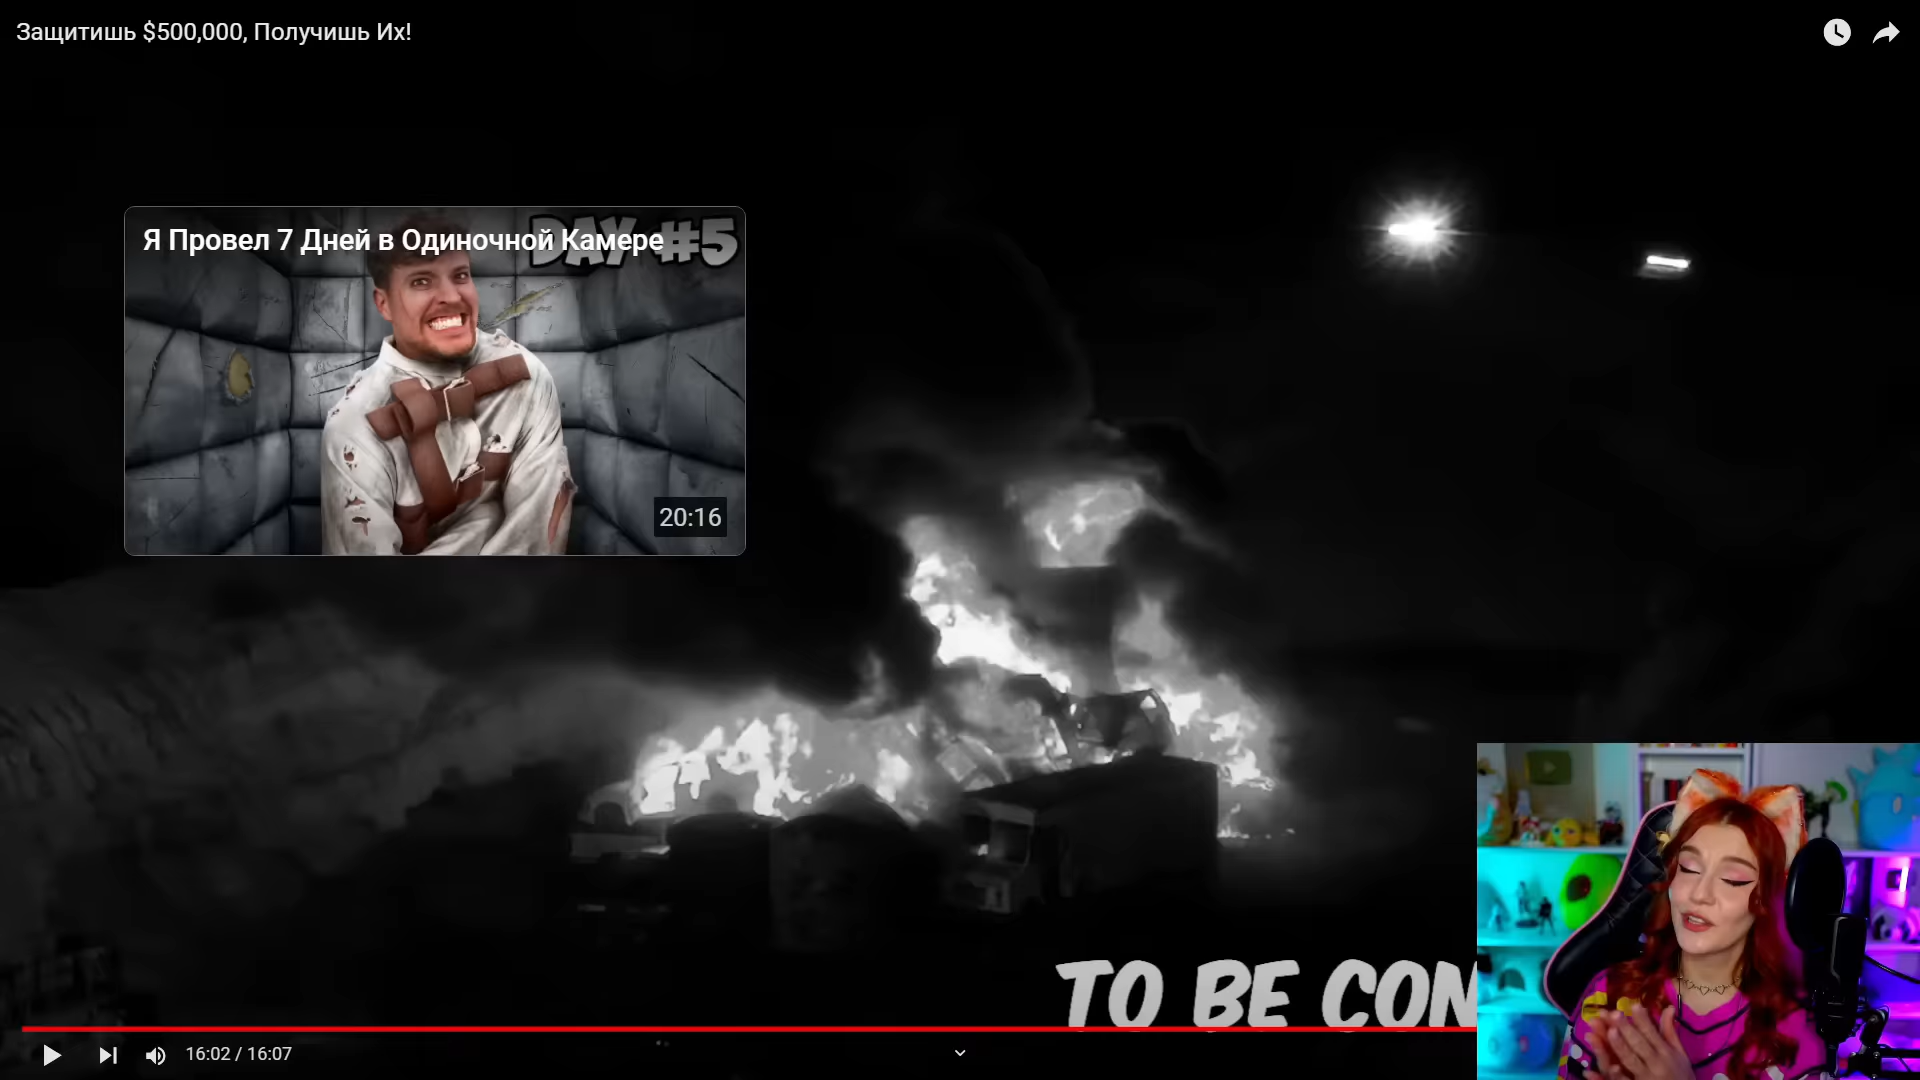 Защитишь $500,000, Получишь Их!
DAY #5
Я Провел 7 Дней в Одиночной Камере
20:16
TO BE CON
16:02 / 16:07